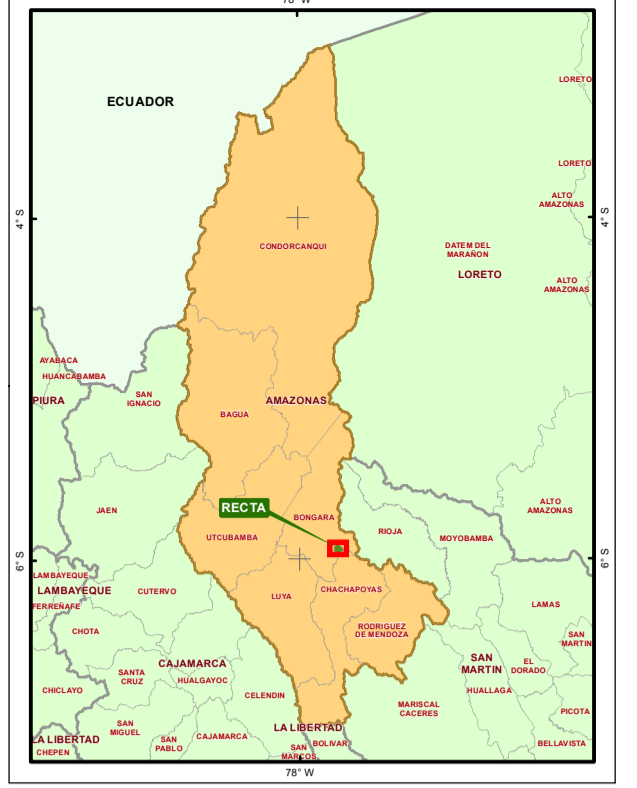 78° W
ECUADOR
LORETO
LORETO
ALTO
AMAZONAS
4° S
4° S
CONDORCANQUI
DATEM DEL
MARAÑON
LORETO
ALTO
AMAZONAS
AYABACA
HUANCABAMBA
PIURA
SAN
IGNACIO
AMAZONAS
BAGUA
JAEN
RECTA
ALTO
AMAZONAS
BONGARA
UTCUBAMBA
RIOJA
MOYOBAMBA
6° S
6° S
LAMBAYEQUE
LAMBAYEQUE
FERREÑAFE
CUTERVO
LUYA
CHACHAPOYAS
LAMAS
CHOTA
RODRIGUEZ
DE MENDOZA
SAN
MARTIN
CAJAMARCA
SANTA
CRUZ
HUALGAYOC
SAN
MARTIN
EL
DORADO
CHICLAYO
CELENDIN
HUALLAGA
MARISCAL
CACERES
PICOTA
SAN
MIGUEL
LA LIBERTAD
LA LIBERTAD
CHEPEN
SAN
PABLO
CAJAMARCA
SAN
MARCOS
BOLIVAR
BELLAVISTA
78° W